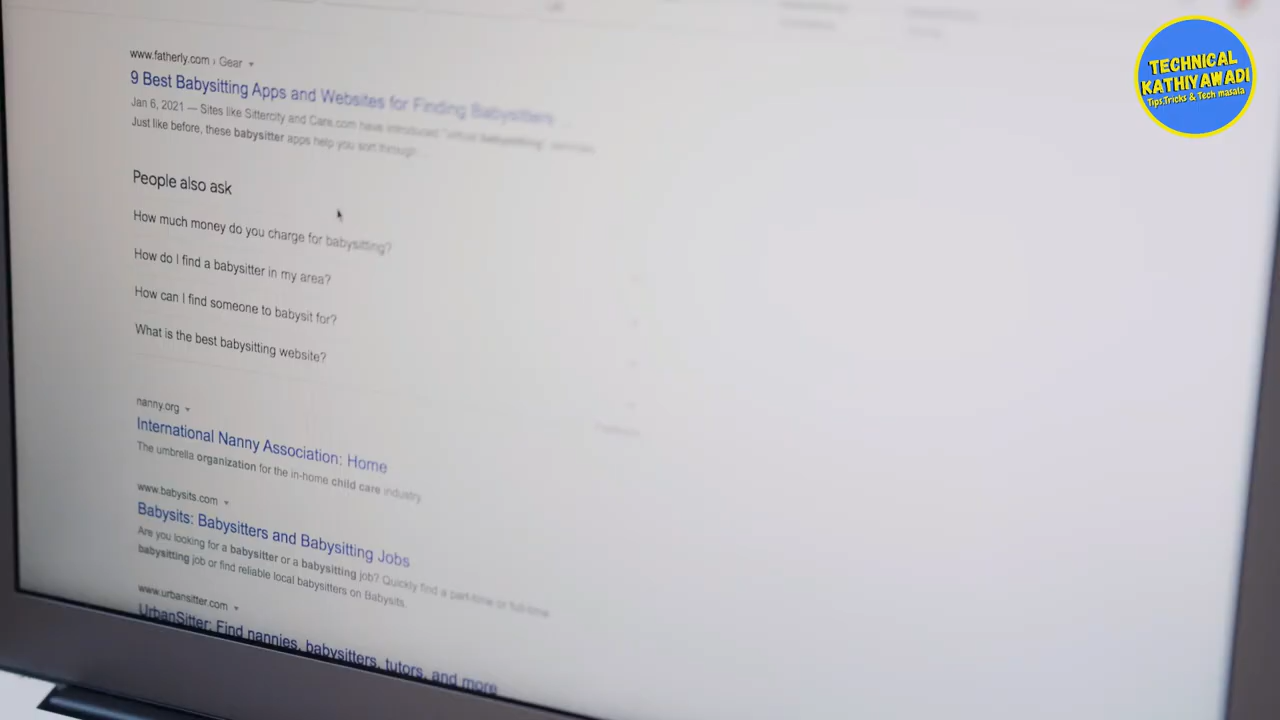 www.fatherly.com › Gear
9 Best Babysitting Apps and Websites for Finding Babysitters ...
Jan 6, 2021 — Sites like Sittercity and Care.com have introduced "virtual babysitting" services
Just like before, these babysitter apps help you sort through ...
People also ask
How much money do you charge for babysitting?
How do I find a babysitter in my area?
How can I find someone to babysit for?
What is the best babysitting website?
nanny.org
International Nanny Association: Home
The umbrella organization for the in-home child care industry
www.babysits.com
Babysits: Babysitters and Babysitting Jobs
Are you looking for a babysitter or a babysitting job? Quickly find a part-time or full-time
babysitting job or find reliable local babysitters on Babysits.
www.urbansitter.com
UrbanSitter: Find nannies, babysitters, tutors, and more
TECHNICAL
KATHIYAWADI
Tips,Tricks & Tech masala